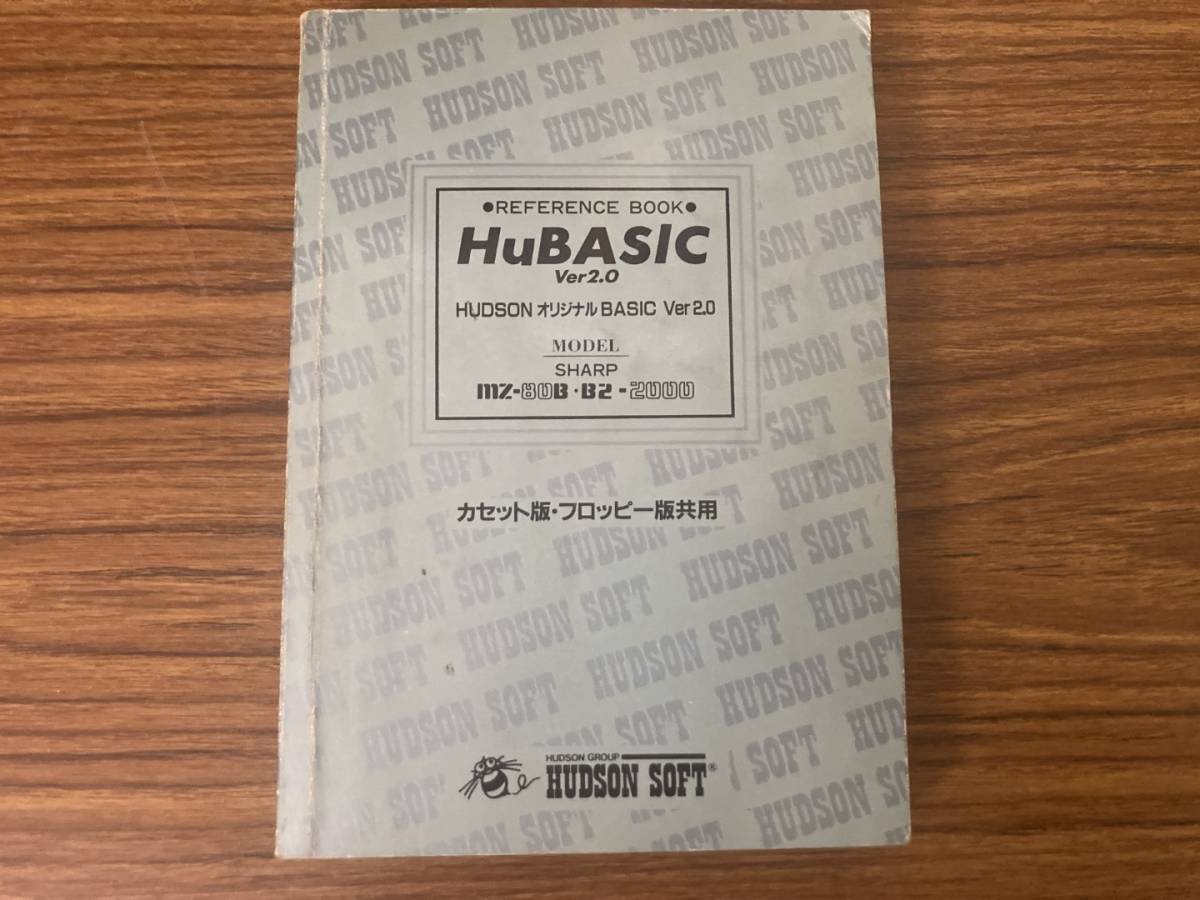 ●REFERENCE BOOK●
HuBASIC
Ver2.0
HUDSON オリジナル BASIC Ver 2.0
MODEL
SHARP
MZ-80B・B2-2000
カセット版・フロッピー版共用
HUDSON GROUP
HUDSON SOFT®